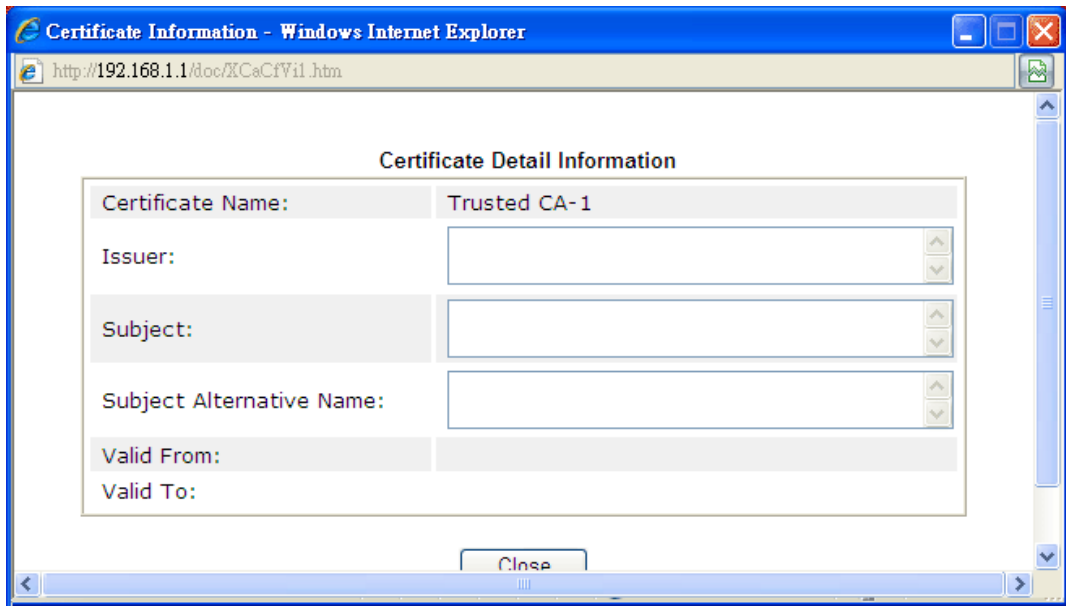 Certificate Information - Windows Internet Explorer
http://192.168.1.1/doc/XCaCfVi1.htm
Certificate Detail Information
Certificate Name: Trusted CA-1
Issuer:
Subject:
Subject Alternative Name:
Valid From:
Valid To:
Close